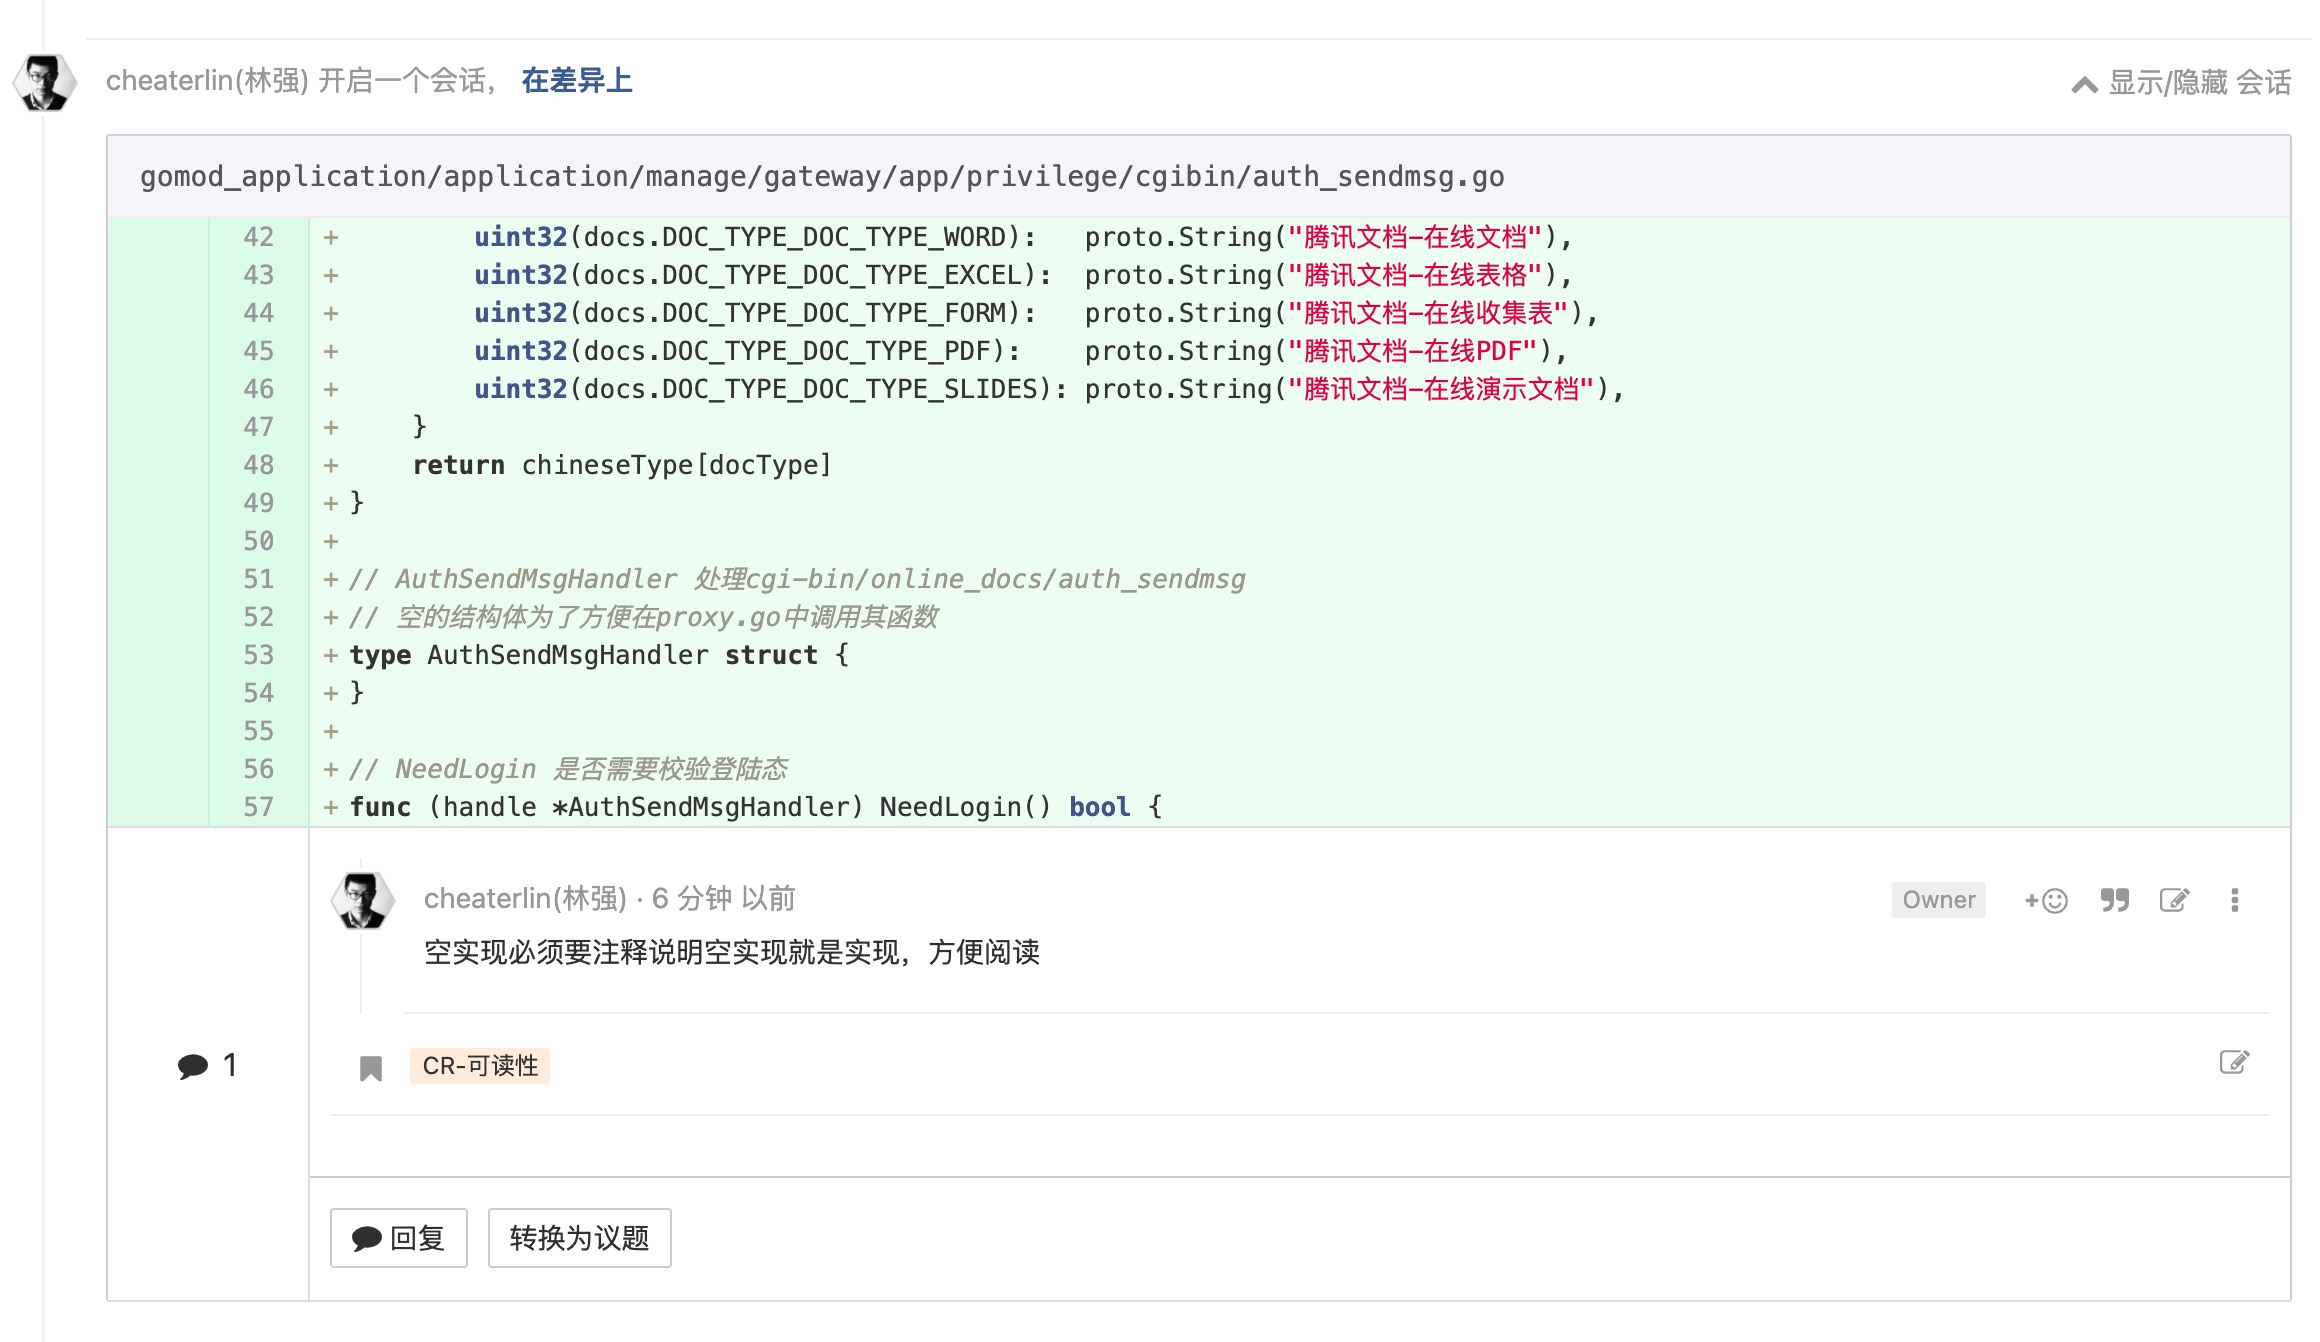 cheaterlin(林强) 开启一个会话， 在差异上
显示/隐藏 会话
gomod_application/application/manage/gateway/app/privilege/cgibin/auth_sendmsg.go
42 + uint32(docs.DOC_TYPE_DOC_TYPE_WORD): proto.String("腾讯文档-在线文档"),
43 + uint32(docs.DOC_TYPE_DOC_TYPE_EXCEL): proto.String("腾讯文档-在线表格"),
44 + uint32(docs.DOC_TYPE_DOC_TYPE_FORM): proto.String("腾讯文档-在线收集表"),
45 + uint32(docs.DOC_TYPE_DOC_TYPE_PDF): proto.String("腾讯文档-在线PDF"),
46 + uint32(docs.DOC_TYPE_DOC_TYPE_SLIDES): proto.String("腾讯文档-在线演示文档"),
47 + }
48 + return chineseType[docType]
49 + }
50 +
51 + // AuthSendMsgHandler 处理cgi-bin/online_docs/auth_sendmsg
52 + // 空的结构体为了方便在proxy.go中调用其函数
53 + type AuthSendMsgHandler struct {
54 + }
55 +
56 + // NeedLogin 是否需要校验登陆态
57 + func (handle *AuthSendMsgHandler) NeedLogin() bool {
cheaterlin(林强) · 6 分钟 以前
Owner
空实现必须要注释说明空实现就是实现，方便阅读
1
CR-可读性
回复
转换为议题